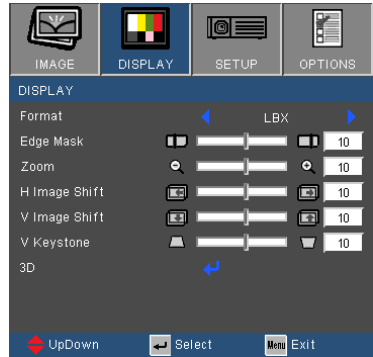 IMAGE DISPLAY SETUP OPTIONS
DISPLAY
Format LBX
Edge Mask 10
Zoom 10
H Image Shift 10
V Image Shift 10
V Keystone 10
3D
UpDown Select Menu Exit